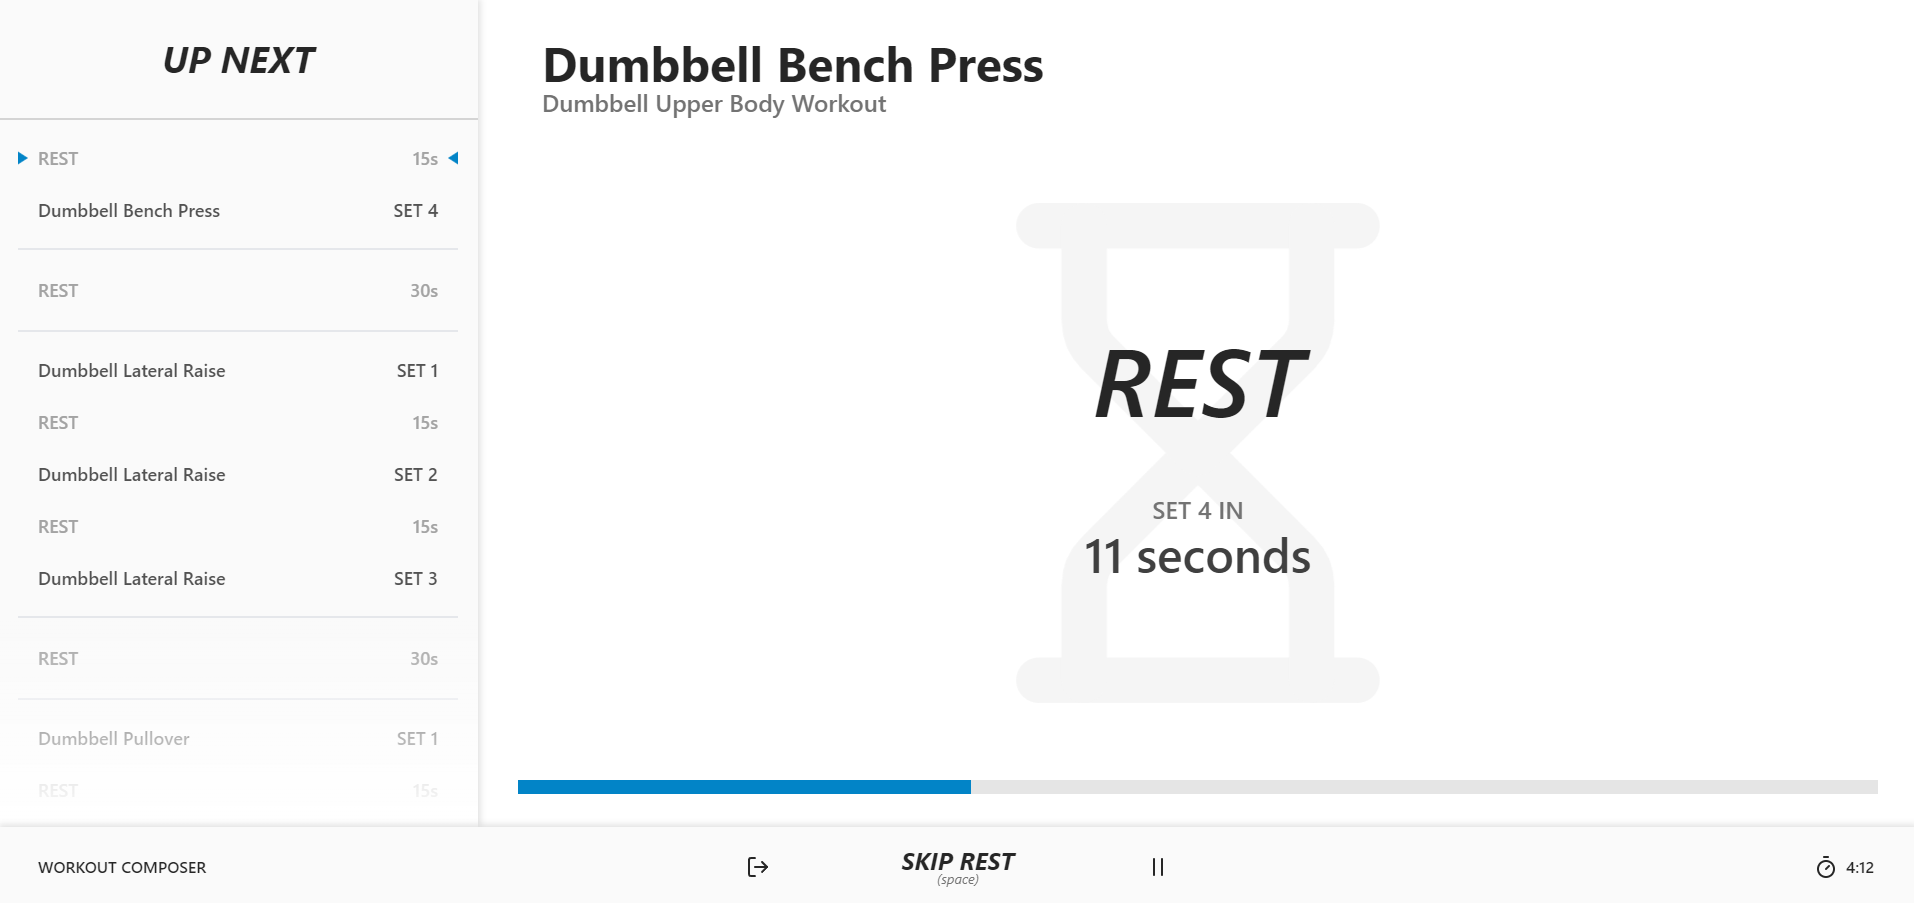 UP NEXT
REST 15s
Dumbbell Bench Press SET 4
REST 30s
Dumbbell Lateral Raise SET 1
REST 15s
Dumbbell Lateral Raise SET 2
REST 15s
Dumbbell Lateral Raise SET 3
REST 30s
Dumbbell Pullover SET 1
REST 15s
Dumbbell Bench Press
Dumbbell Upper Body Workout
REST
SET 4 IN
11 seconds
WORKOUT COMPOSER
SKIP REST
(space)
4:12